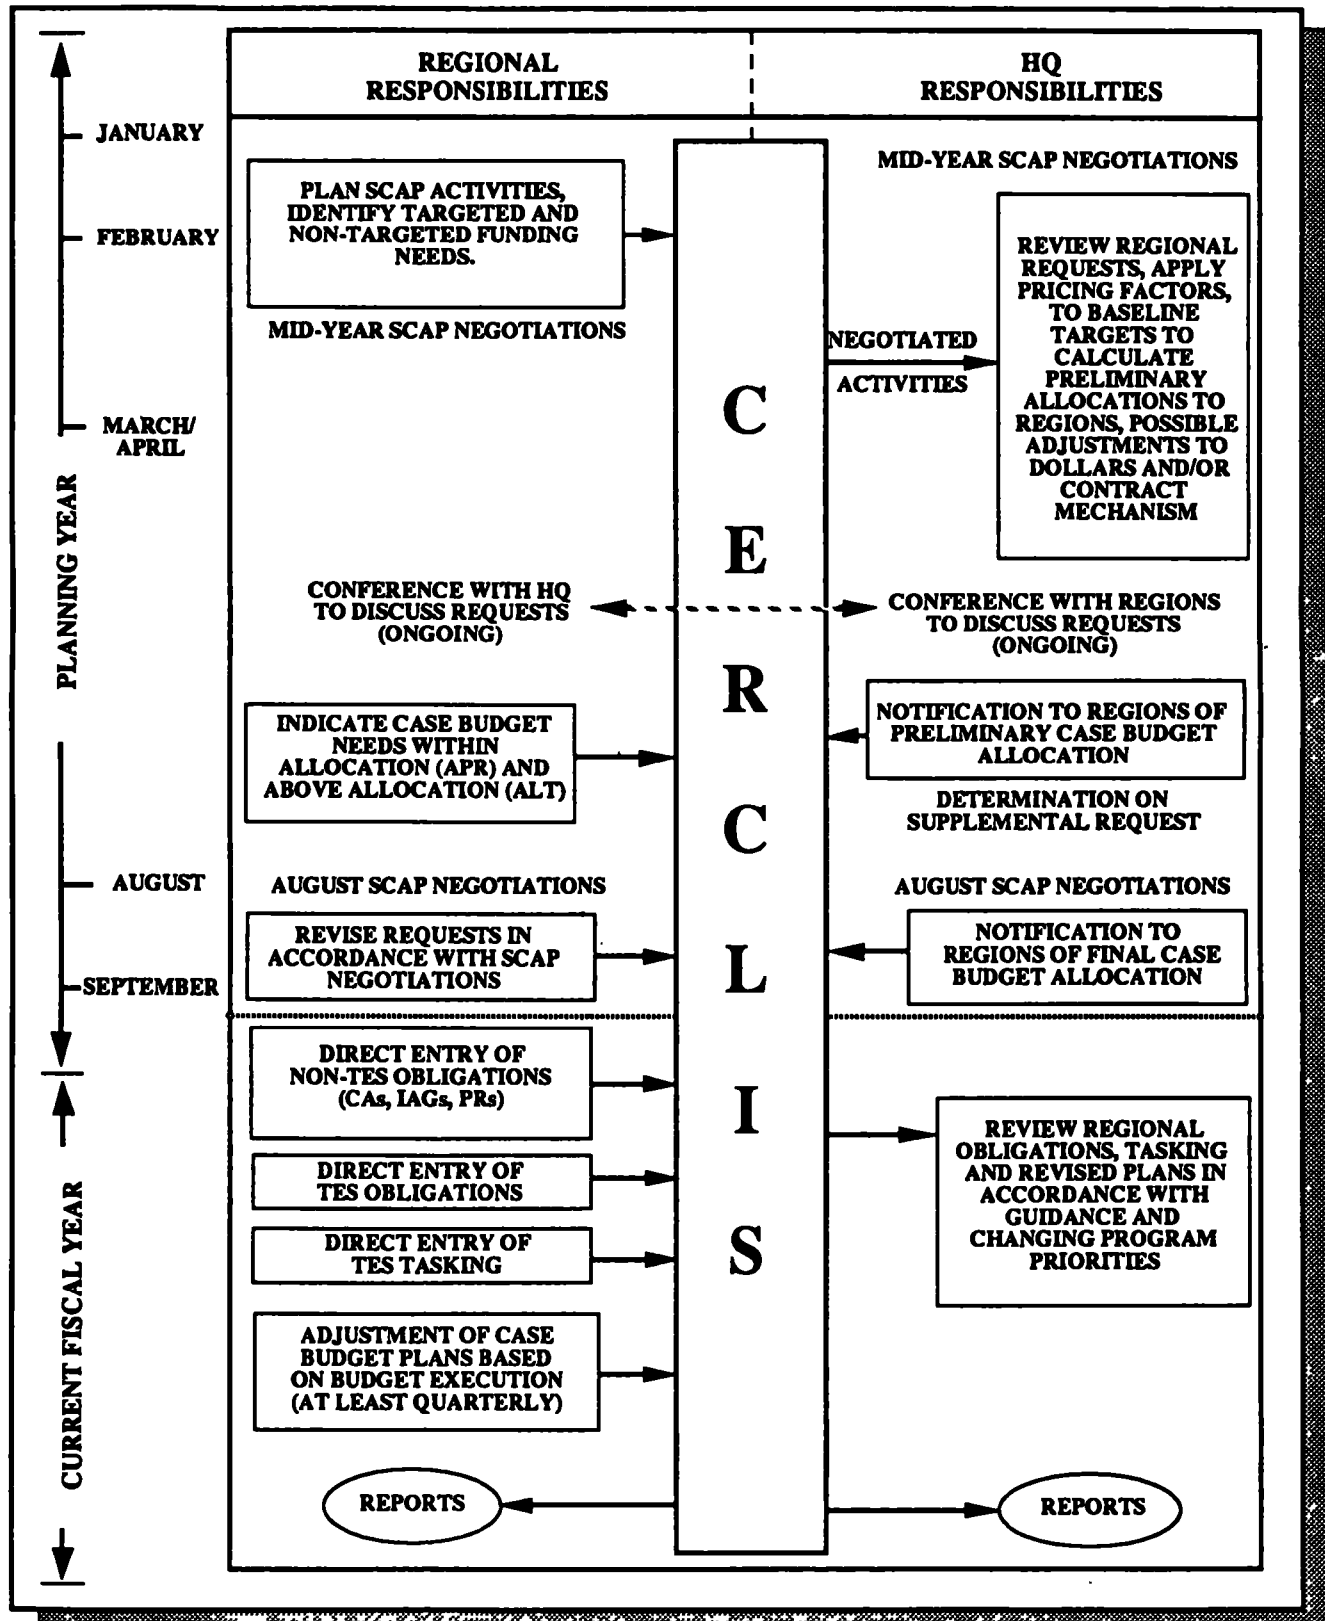 REGIONAL
RESPONSIBILITIES
HQ
RESPONSIBILITIES
JANUARY
FEBRUARY
MARCH/
APRIL
PLANNING YEAR
AUGUST
SEPTEMBER
CURRENT FISCAL YEAR
PLAN SCAP ACTIVITIES,
IDENTIFY TARGETED AND
NON-TARGETED FUNDING
NEEDS.
MID-YEAR SCAP NEGOTIATIONS
CONFERENCE WITH HQ
TO DISCUSS REQUESTS
(ONGOING)
INDICATE CASE BUDGET
NEEDS WITHIN
ALLOCATION (APR) AND
ABOVE ALLOCATION (ALT)
AUGUST SCAP NEGOTIATIONS
REVISE REQUESTS IN
ACCORDANCE WITH SCAP
NEGOTIATIONS
DIRECT ENTRY OF
NON-TES OBLIGATIONS
(CAs, IAGs, PRs)
DIRECT ENTRY OF
TES OBLIGATIONS
DIRECT ENTRY OF
TES TASKING
ADJUSTMENT OF CASE
BUDGET PLANS BASED
ON BUDGET EXECUTION
(AT LEAST QUARTERLY)
REPORTS
C
E
R
C
L
I
S
MID-YEAR SCAP NEGOTIATIONS
NEGOTIATED
ACTIVITIES
REVIEW REGIONAL
REQUESTS, APPLY
PRICING FACTORS,
TO BASELINE
TARGETS TO
CALCULATE
PRELIMINARY
ALLOCATIONS TO
REGIONS, POSSIBLE
ADJUSTMENTS TO
DOLLARS AND/OR
CONTRACT
MECHANISM
CONFERENCE WITH REGIONS
TO DISCUSS REQUESTS
(ONGOING)
NOTIFICATION TO REGIONS OF
PRELIMINARY CASE BUDGET
ALLOCATION
DETERMINATION ON
SUPPLEMENTAL REQUEST
AUGUST SCAP NEGOTIATIONS
NOTIFICATION TO
REGIONS OF FINAL CASE
BUDGET ALLOCATION
REVIEW REGIONAL
OBLIGATIONS, TASKING
AND REVISED PLANS IN
ACCORDANCE WITH
GUIDANCE AND
CHANGING PROGRAM
PRIORITIES
REPORTS